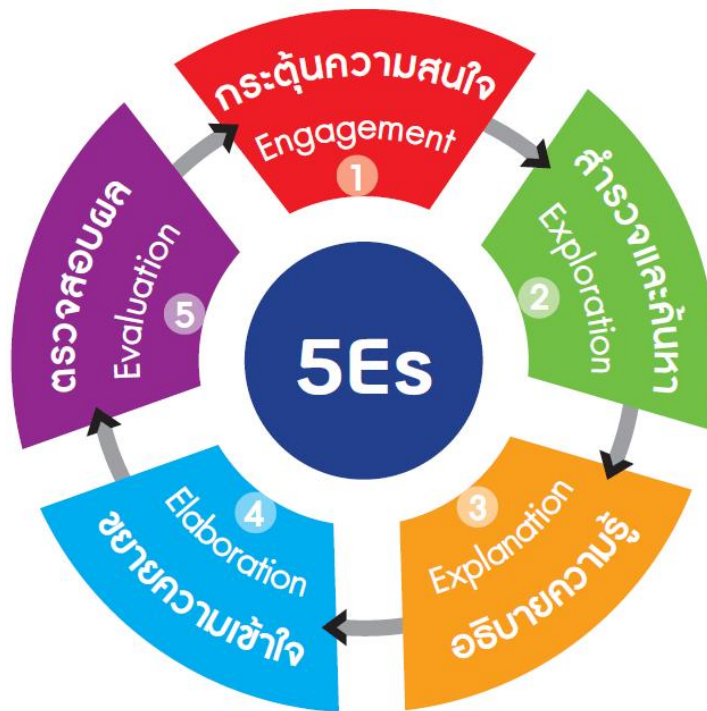 กระตุ้นความสนใจ
Engagement
1
สำรวจและค้นหา
Exploration
2
อธิบายความรู้
Explanation
3
ขยายความเข้าใจ
Elaboration
4
ตรวจสอบผล
Evaluation
5
5Es